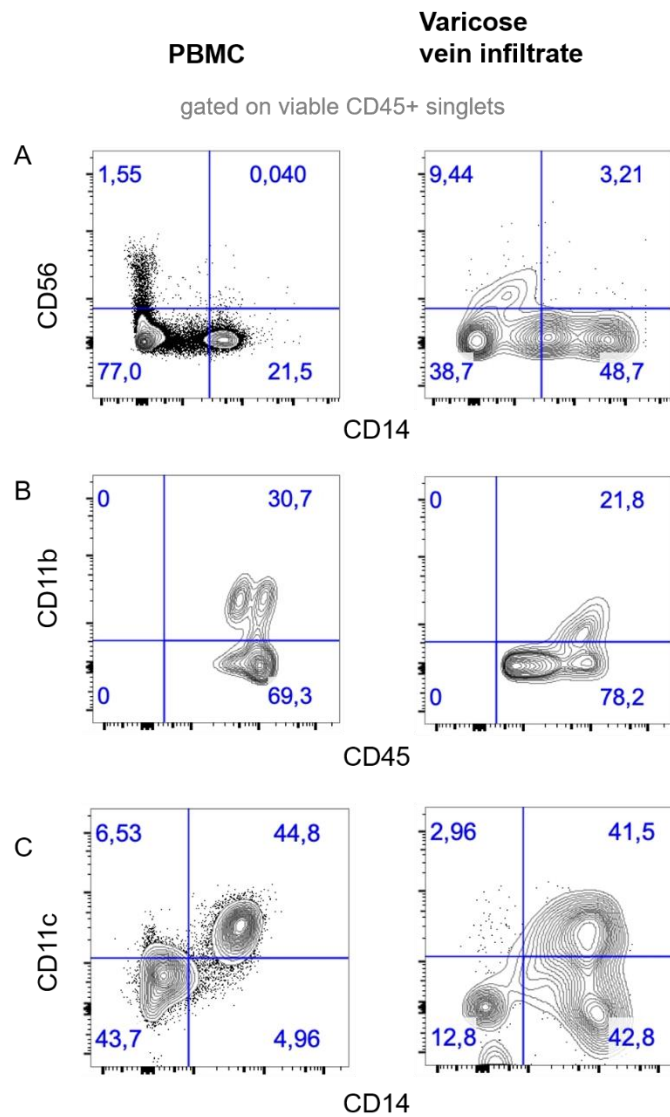 PBMC
Varicose
vein infiltrate
gated on viable CD45+ singlets
A
CD56
1,55
0,040
77,0
21,5
9,44
3,21
38,7
48,7
CD14
B
CD11b
0
30,7
0
69,3
0
21,8
0
78,2
CD45
C
CD11c
6,53
44,8
43,7
4,96
2,96
41,5
12,8
42,8
CD14